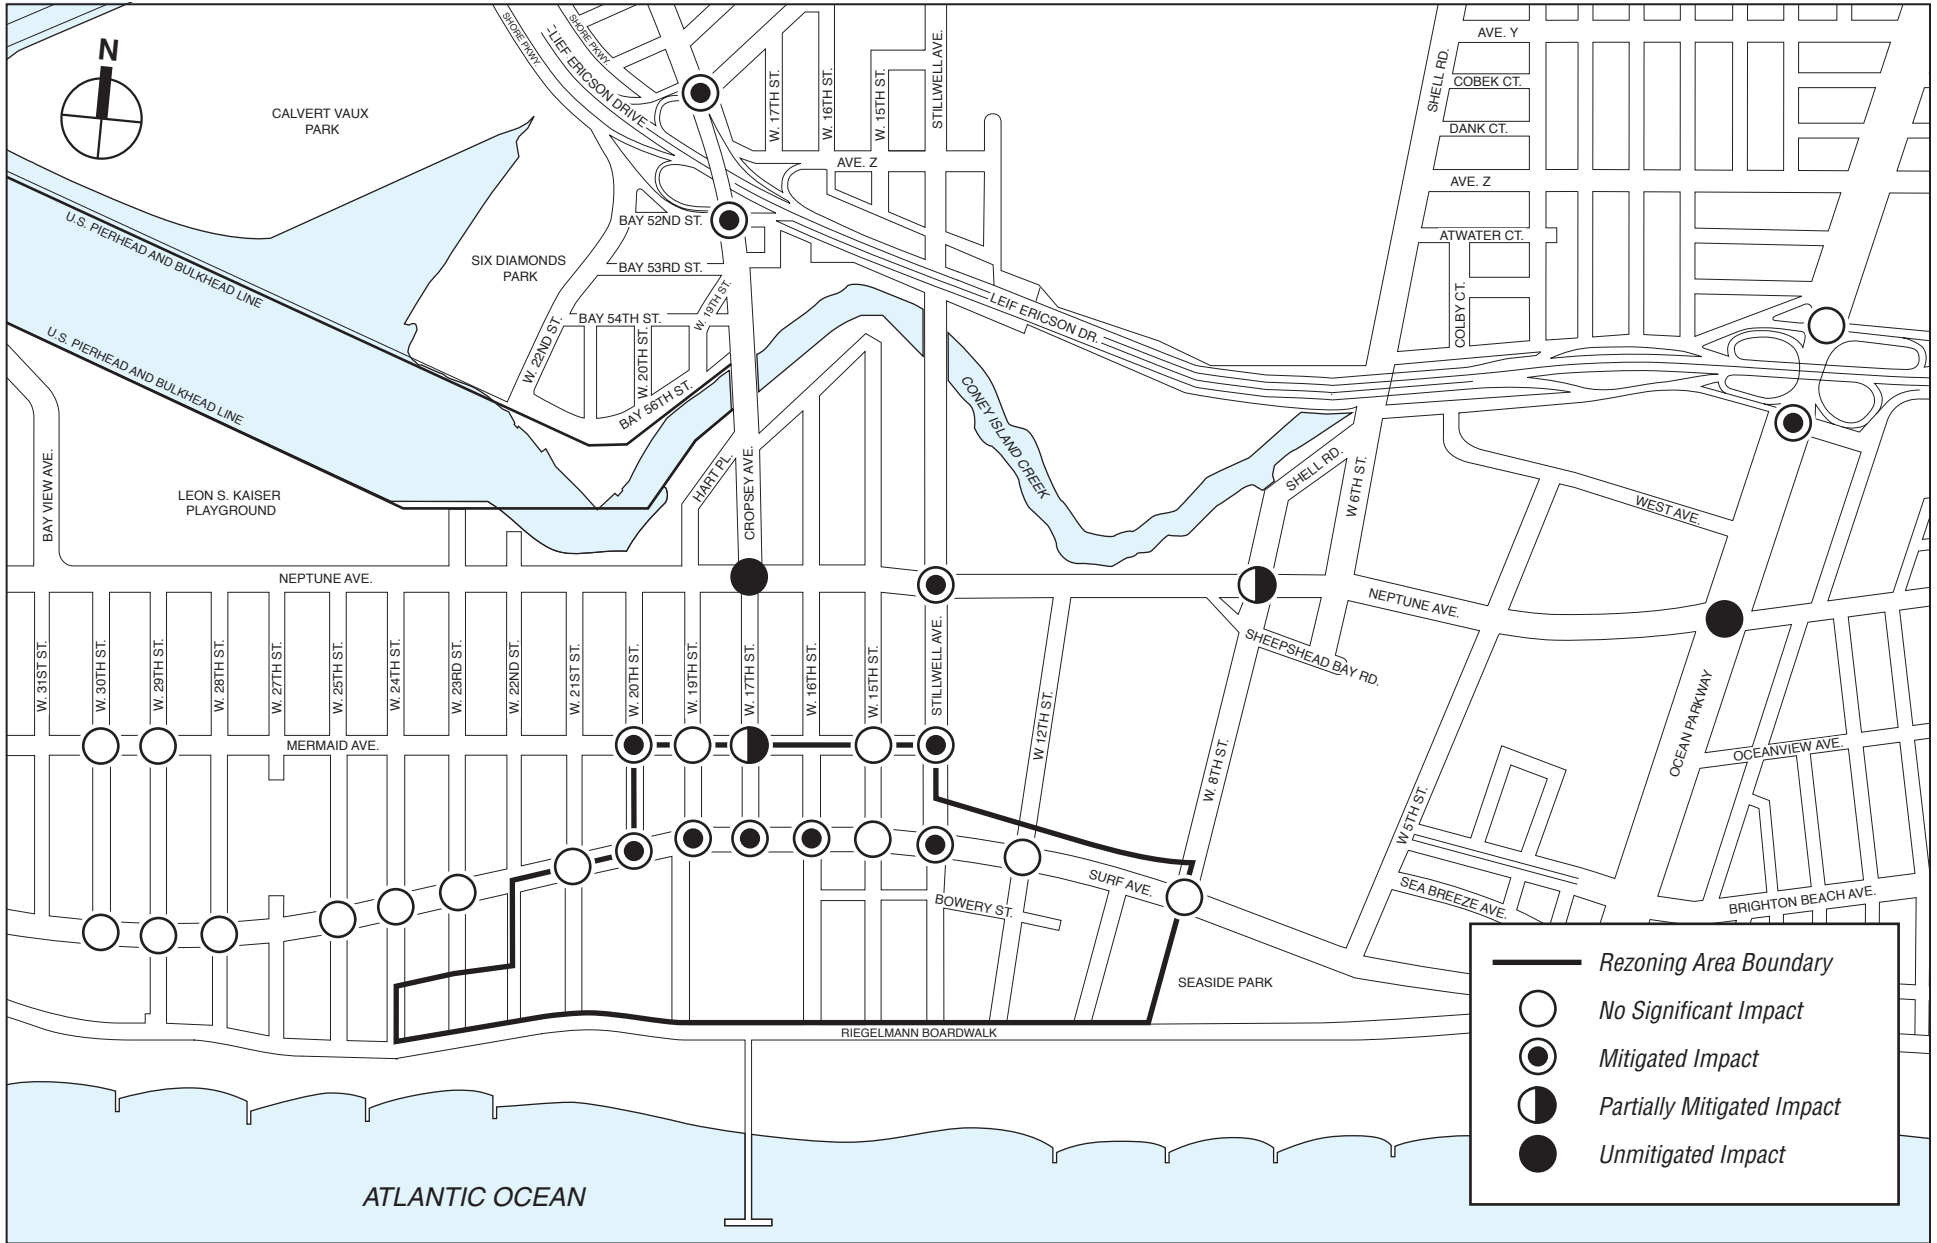 N
CALVERT VAUX
PARK
SHORE PKWY.
SHORE PKWY.
LIEF ERICSON DRIVE
W. 17TH ST.
W. 16TH ST.
W. 15TH ST.
STILLWELL AVE.
SHELL RD.
AVE. Y
COBEK CT.
DANK CT.
AVE. Z
AVE. Z
ATWATER CT.
COLBY CT.
U.S. PIERHEAD AND BULKHEAD LINE
U.S. PIERHEAD AND BULKHEAD LINE
SIX DIAMONDS
PARK
BAY 52ND ST.
BAY 53RD ST.
W. 19TH ST.
BAY 54TH ST.
W. 22ND ST.
W. 20TH ST.
BAY 56TH ST.
LEIF ERICSON DR.
CONEY ISLAND CREEK
BAY VIEW AVE.
LEON S. KAISER
PLAYGROUND
HART PL.
CROPSEY AVE.
SHELL RD.
W 6TH ST.
WEST AVE.
NEPTUNE AVE.
NEPTUNE AVE.
SHEEPSHEAD BAY RD.
W. 31ST ST.
W. 30TH ST.
W. 29TH ST.
W. 28TH ST.
W. 27TH ST.
W. 25TH ST.
W. 24TH ST.
W. 23RD ST.
W. 22ND ST.
W. 21ST ST.
W. 20TH ST.
W. 19TH ST.
W. 17TH ST.
W. 16TH ST.
W. 15TH ST.
STILLWELL AVE.
W 12TH ST.
W. 8TH ST.
W 5TH ST.
OCEAN PARKWAY
OCEANVIEW AVE.
MERMAID AVE.
SURF AVE.
BOWERY ST.
SEA BREEZE AVE.
BRIGHTON BEACH AVE.
SEASIDE PARK
RIEGELMANN BOARDWALK
ATLANTIC OCEAN
Rezoning Area Boundary
No Significant Impact
Mitigated Impact
Partially Mitigated Impact
Unmitigated Impact